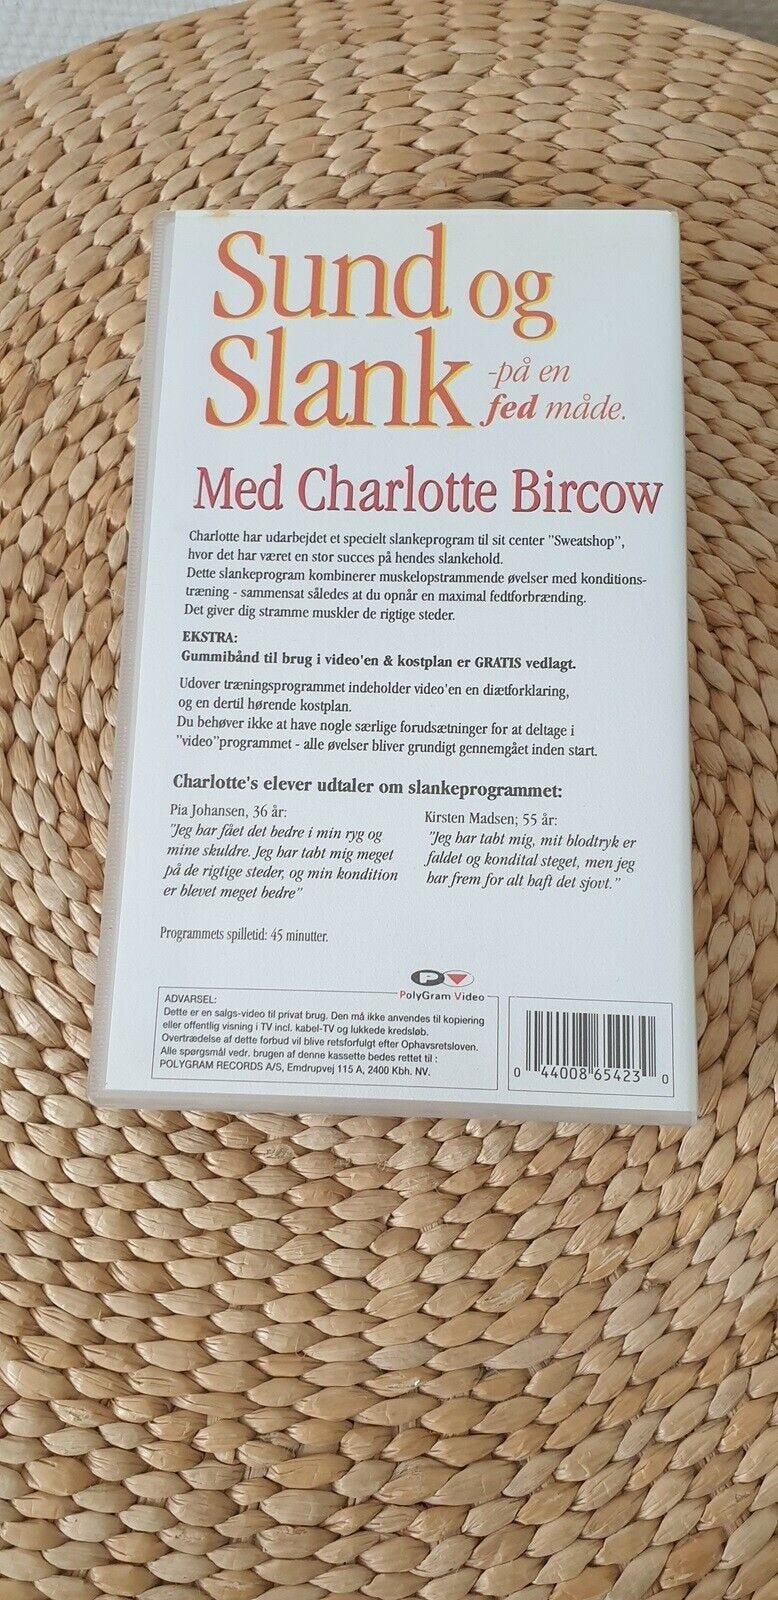 Sund og
Slank -på en
fed måde.
Med Charlotte Bircow
Charlotte har udarbejdet et specielt slankeprogram til sit center "Sweatshop",
hvor det har været en stor succes på hendes slankehold.
Dette slankeprogram kombinerer muskelopstrammende øvelser med konditions-
træning - sammensat således at du opnår en maximal fedtforbrænding.
Det giver dig stramme muskler de rigtige steder.
EKSTRA:
Gummibånd til brug i video'en & kostplan er GRATIS vedlagt.
Udover træningsprogrammet indeholder video'en en diætforklaring,
og en dertil hørende kostplan.
Du behøver ikke at have nogle særlige forudsætninger for at deltage i
"video"programmet - alle øvelser bliver grundigt gennemgået inden start.
Charlotte's elever udtaler om slankeprogrammet:
Pia Johansen, 36 år:
"Jeg har fået det bedre i min ryg og
mine skuldre. Jeg har tabt mig meget
på de rigtige steder, og min kondition
er blevet meget bedre"
Kirsten Madsen; 55 år:
"Jeg har tabt mig, mit blodtryk er
faldet og kondital steget, men jeg
har frem for alt haft det sjovt."
Programmets spilletid: 45 minutter.
P
PolyGram Video
ADVARSEL:
Dette er en salgs-video til privat brug. Den må ikke anvendes til kopiering
eller offentlig visning i TV incl. kabel-TV og lukkede kredsløb.
Overtrædelse af dette forbud vil blive retsforfulgt efter Ophavsretsloven.
Alle spørgsmål vedr. brugen af denne kassette bedes rettet til :
POLYGRAM RECORDS A/S, Emdrupvej 115 A, 2400 Kbh. NV.
0 44008 65423 0